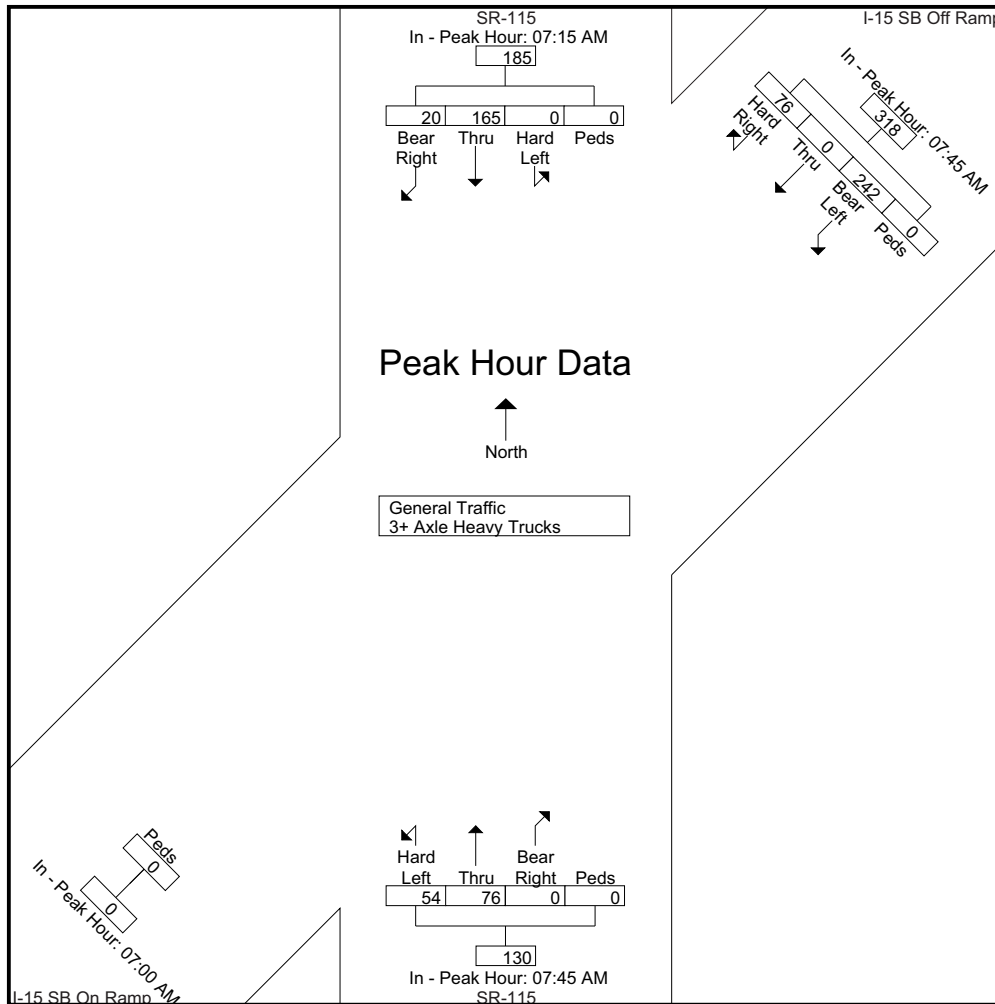 SR-115
In - Peak Hour: 07:15 AM
185
20 165 0 0
Bear Right
Thru
Hard Left
Peds
I-15 SB Off Ramp
In - Peak Hour: 07:45 AM
318
76 0 242 0
Hard Right
Thru
Bear Left
Peds
Peak Hour Data
North
General Traffic
3+ Axle Heavy Trucks
Peds
0
0
In - Peak Hour: 07:00 AM
I-15 SB On Ramp
Hard Left
Thru
Bear Right
Peds
54 76 0 0
130
In - Peak Hour: 07:45 AM
SR-115